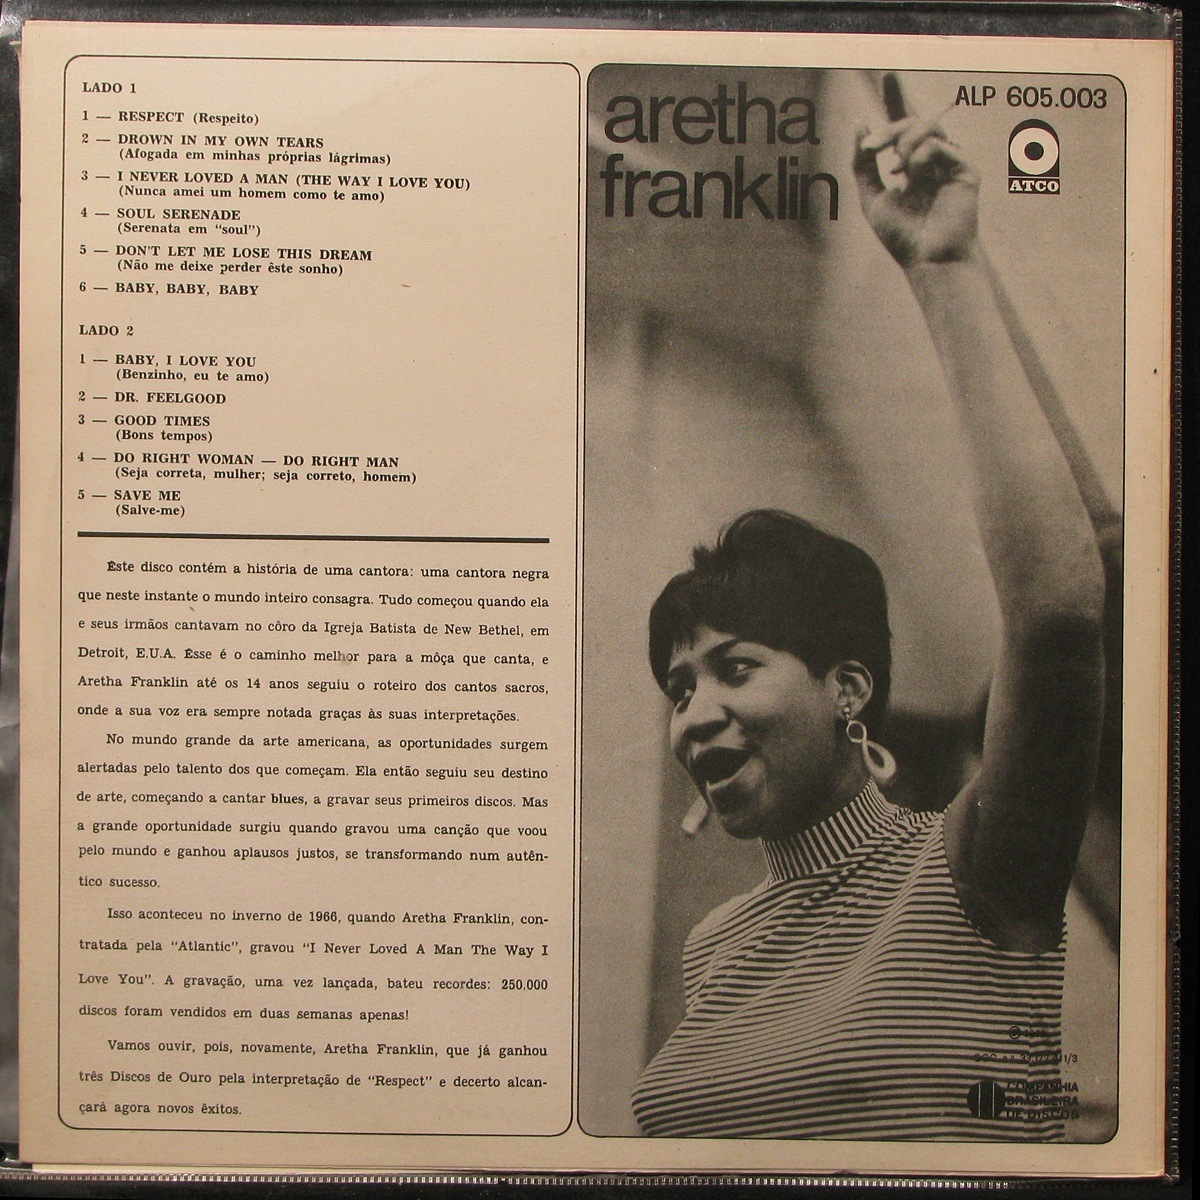 LADO 1
1 — RESPECT (Respeito)
2 — DROWN IN MY OWN TEARS
(Afogada em minhas próprias lágrimas)
3 — I NEVER LOVED A MAN (THE WAY I LOVE YOU)
(Nunca amei um homem como te amo)
4 — SOUL SERENADE
(Serenata em “soul”)
5 — DON'T LET ME LOSE THIS DREAM
(Não me deixe perder êste sonho)
6 — BABY, BABY, BABY
LADO 2
1 — BABY, I LOVE YOU
(Benzinho, eu te amo)
2 — DR. FEELGOOD
3 — GOOD TIMES
(Bons tempos)
4 — DO RIGHT WOMAN — DO RIGHT MAN
(Seja correta, mulher; seja correto, homem)
5 — SAVE ME
(Salve-me)
Êste disco contém a história de uma cantora: uma cantora negra
que neste instante o mundo inteiro consagra. Tudo começou quando ela
e seus irmãos cantavam no côro da Igreja Batista de New Bethel, em
Detroit, E.U.A. Êsse é o caminho melhor para a môça que canta, e
Aretha Franklin até os 14 anos seguiu o roteiro dos cantos sacros,
onde a sua voz era sempre notada graças às suas interpretações.
No mundo grande da arte americana, as oportunidades surgem
alertadas pelo talento dos que começam. Ela então seguiu seu destino
de arte, começando a cantar blues, a gravar seus primeiros discos. Mas
a grande oportunidade surgiu quando gravou uma canção que voou
pelo mundo e ganhou aplausos justos, se transformando num autên-
tico sucesso.
Isso aconteceu no inverno de 1966, quando Aretha Franklin, con-
tratada pela “Atlantic”, gravou “I Never Loved A Man The Way I
Love You”. A gravação, uma vez lançada, bateu recordes: 250.000
discos foram vendidos em duas semanas apenas!
Vamos ouvir, pois, novamente, Aretha Franklin, que já ganhou
três Discos de Ouro pela interpretação de “Respect” e decerto alcan-
çará agora novos êxitos.
aretha
franklin
ALP 605.003
ATCO
COMPANHIA
BRASILEIRA
DE DISCOS